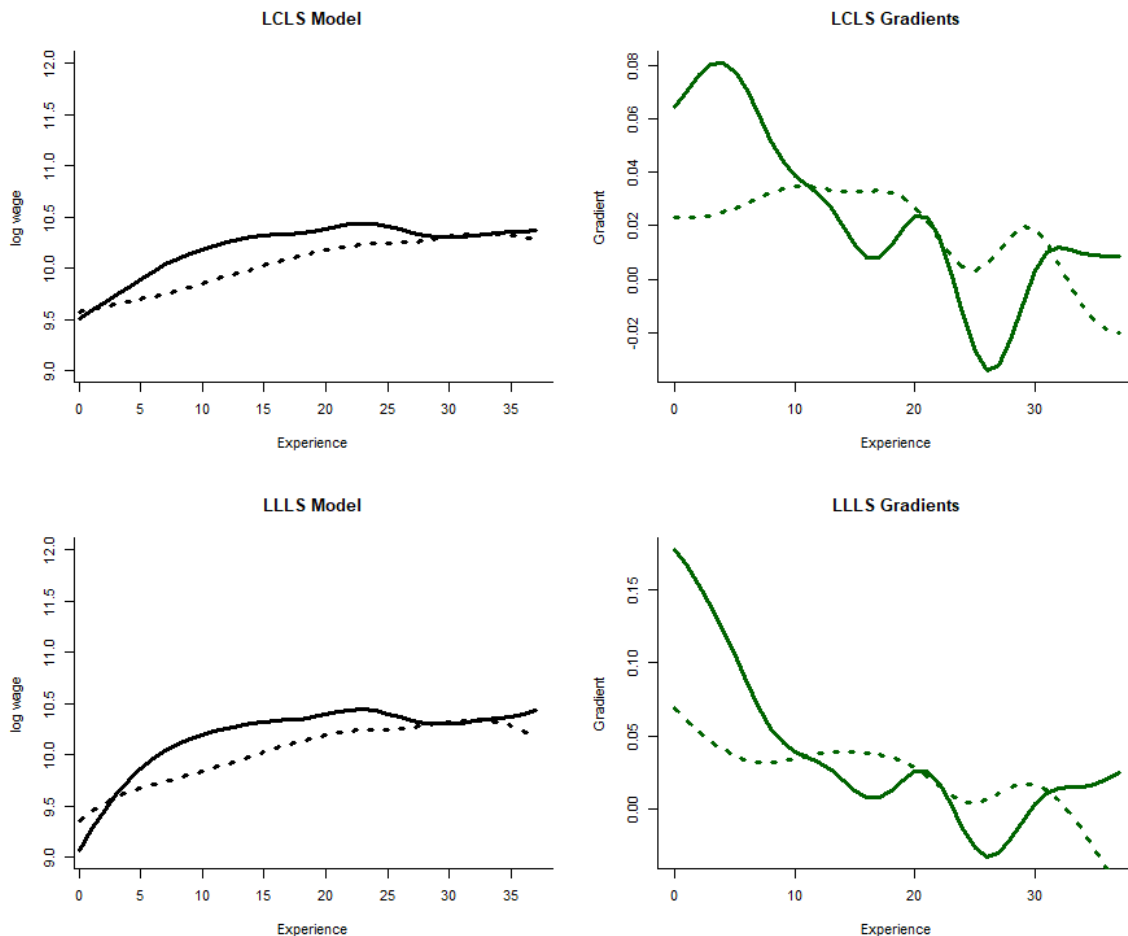 LCLS Model
log wage
12.0
11.5
11.0
10.5
10.0
9.5
9.0
0 5 10 15 20 25 30 35
Experience
LCLS Gradients
Gradient
0.08
0.06
0.04
0.02
0.00
-0.02
0 10 20 30
Experience
LLLS Model
log wage
12.0
11.5
11.0
10.5
10.0
9.5
9.0
0 5 10 15 20 25 30 35
Experience
LLLS Gradients
Gradient
0.15
0.10
0.05
0.00
0 10 20 30
Experience